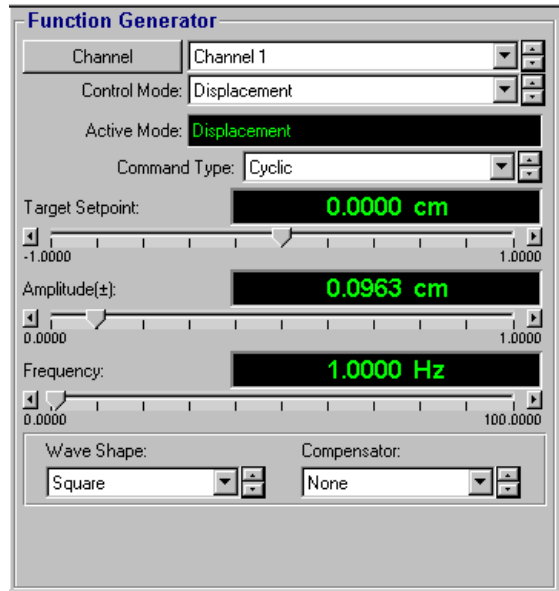 Function Generator
Channel Channel 1
Control Mode: Displacement
Active Mode: Displacement
Command Type: Cyclic
Target Setpoint: 0.0000 cm
-1.0000 1.0000
Amplitude(±): 0.0963 cm
0.0000 1.0000
Frequency: 1.0000 Hz
0.0000 100.0000
Wave Shape: Compensator:
Square None